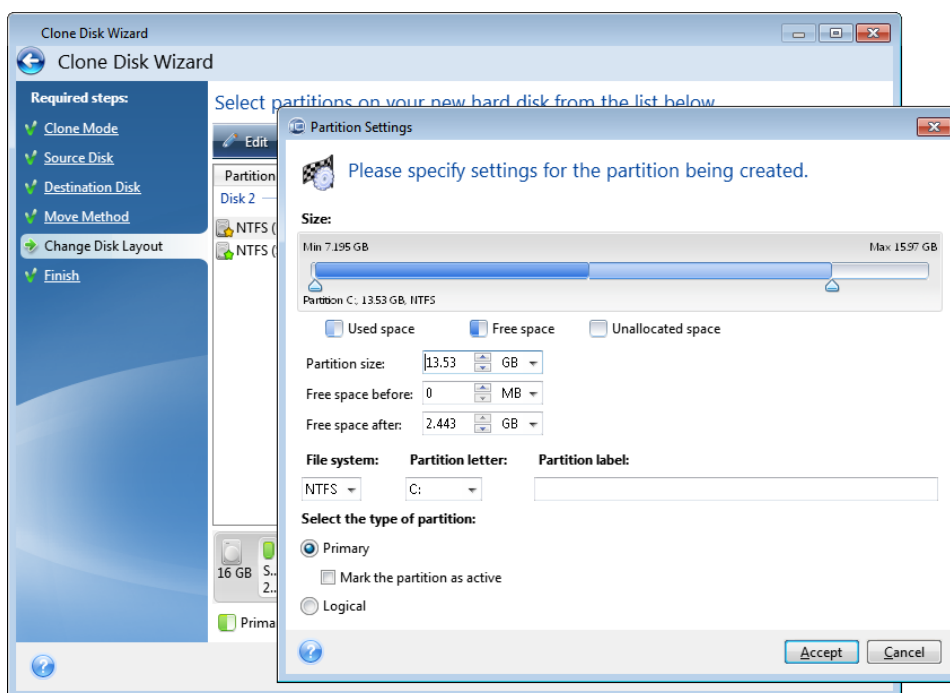 Clone Disk Wizard
Clone Disk Wizard
Required steps:
Clone Mode
Source Disk
Destination Disk
Move Method
Change Disk Layout
Finish
Select partitions on your new hard disk from the list below
Edit
Partition
Disk 2
NTFS (
NTFS (
16 GB
S..
2..
Prima
Partition Settings
Please specify settings for the partition being created.
Size:
Min 7.195 GB Max 15.97 GB
Partition C:, 13.53 GB, NTFS
Used space Free space Unallocated space
Partition size: 13.53 GB
Free space before: 0 MB
Free space after: 2.443 GB
File system: Partition letter: Partition label:
NTFS C:
Select the type of partition:
Primary
Mark the partition as active
Logical
Accept Cancel